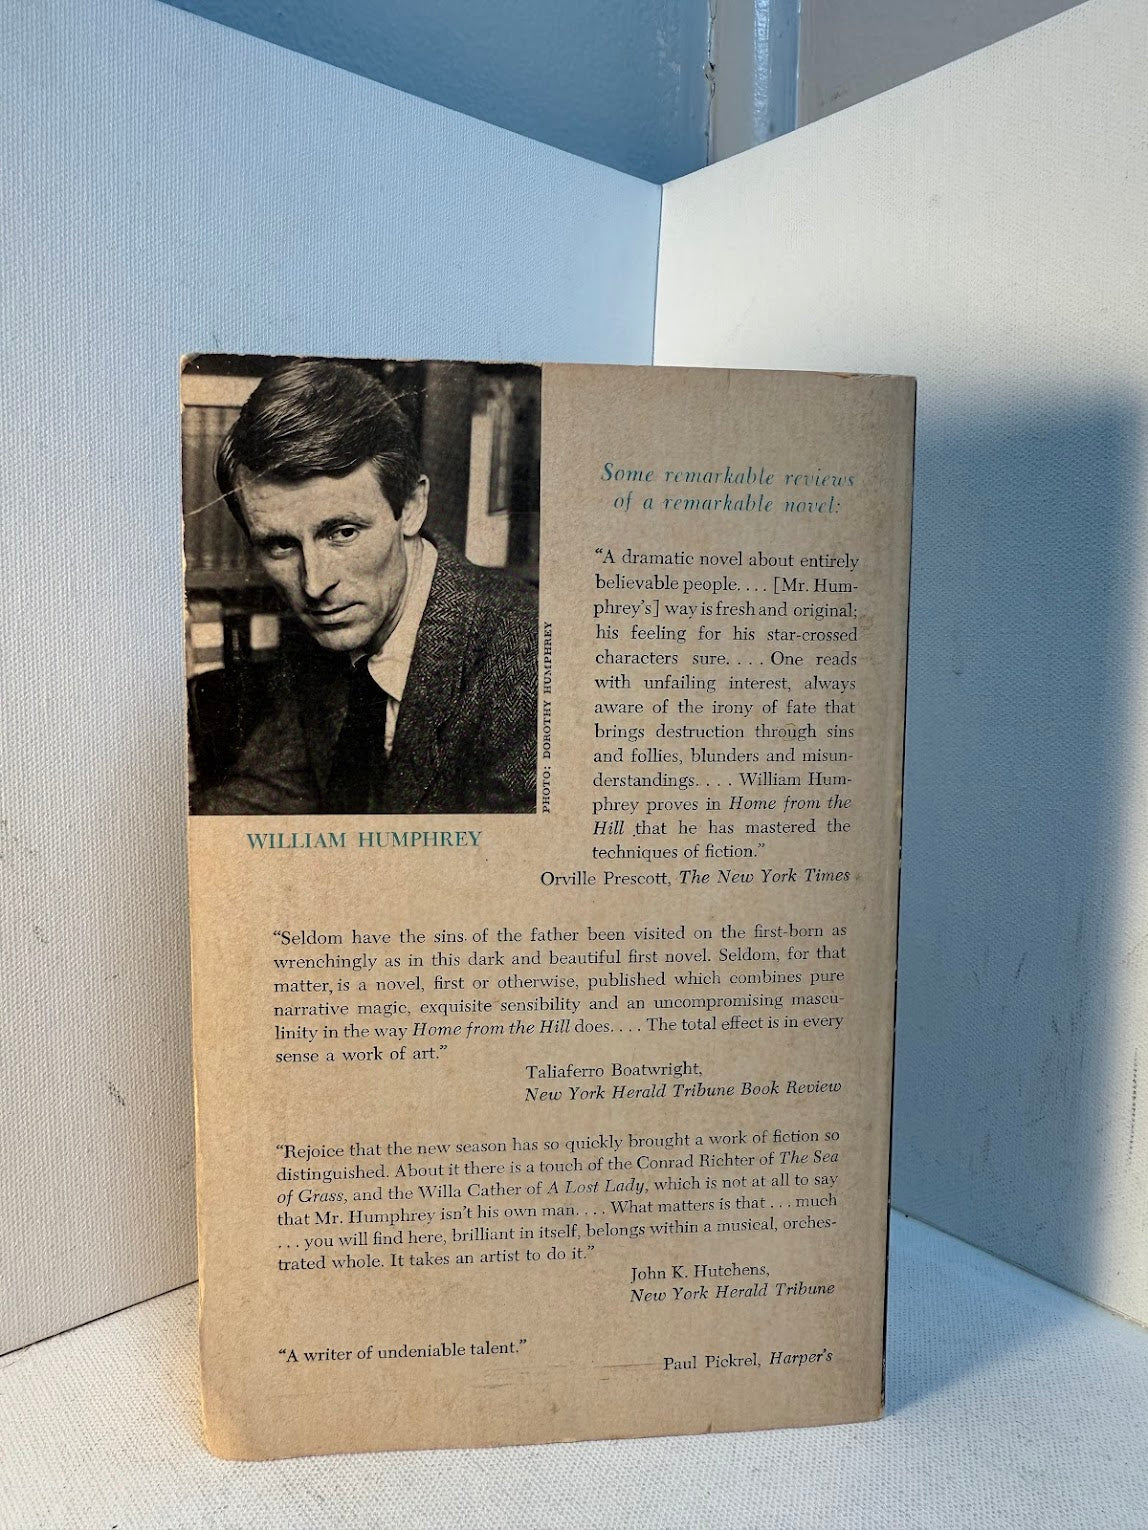 PHOTO: DOROTHY HUMPHREY
WILLIAM HUMPHREY
Some remarkable reviews
of a remarkable novel:
“A dramatic novel about entirely
believable people. . . . [Mr. Hum-
phrey’s] way is fresh and original;
his feeling for his star-crossed
characters sure. . . . One reads
with unfailing interest, always
aware of the irony of fate that
brings destruction through sins
and follies, blunders and misun-
derstandings. . . . William Hum-
phrey proves in Home from the
Hill that he has mastered the
techniques of fiction.”
Orville Prescott, The New York Times
“Seldom have the sins of the father been visited on the first-born as
wrenchingly as in this dark and beautiful first novel. Seldom, for that
matter, is a novel, first or otherwise, published which combines pure
narrative magic, exquisite sensibility and an uncompromising mascu-
linity in the way Home from the Hill does. . . . The total effect is in every
sense a work of art.”
Taliaferro Boatwright,
New York Herald Tribune Book Review
“Rejoice that the new season has so quickly brought a work of fiction so
distinguished. About it there is a touch of the Conrad Richter of The Sea
of Grass, and the Willa Cather of A Lost Lady, which is not at all to say
that Mr. Humphrey isn’t his own man. . . . What matters is that . . . much
. . . you will find here, brilliant in itself, belongs within a musical, orches-
trated whole. It takes an artist to do it.”
John K. Hutchens,
New York Herald Tribune
“A writer of undeniable talent.”
Paul Pickrel, Harper’s